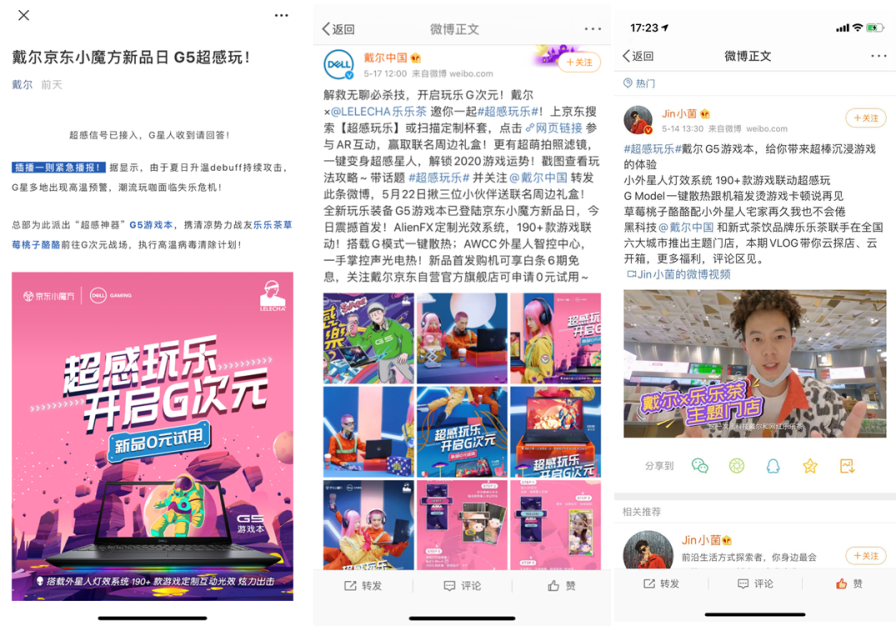 戴尔京东小魔方新品日 G5超感玩！
戴尔 前天
超感信号已接入，G星人收到请回答！
插播一则紧急播报！ 据显示，由于夏日升温debuff持续攻击，
G星多地出现高温预警，潮流玩咖面临失乐危机！
总部为此派出“超感神器”G5游戏本，携清凉势力战友乐乐茶草
莓桃子酪酪前往G次元战场，执行高温病毒清除计划！
京东小魔方 DELL GAMING
LELECHA
超感玩乐
开启G次元
新品0元试用
G5
游戏本
搭载外星人灯效系统 190+ 款游戏定制互动光效 炫力出击
返回
微博正文
DELL
戴尔中国
5-17 12:00 来自微博 weibo.com
+关注
解救无聊必杀技，开启玩乐G次元！戴尔
×@LELECHA乐乐茶 邀你一起#超感玩乐#！上京东搜
索【超感玩乐】或扫描定制杯套，点击 网页链接 参
与AR互动，赢取联名周边礼盒！更有超萌拍照滤镜，
一键变身超感星人，解锁2020游戏运势！戳图查看玩
法攻略~ 带话题 #超感玩乐# 并关注@戴尔中国 转发
此条微博，5月22日揪三位小伙伴送联名周边礼盒！
全新玩乐装备G5游戏本已登陆京东小魔方新品日，今
日震撼首发！AlienFX定制光效系统，190+款游戏联
动！搭载G模式一键散热；AWCC外星人智控中心，
一手掌控声光电热！新品首发购机可享白条6期免
息，关注戴尔京东自营官方旗舰店可申请0元试用~
超感玩乐
开启G次元
超感玩乐
开启G次元
转发
评论
赞
17:23
返回
微博正文
热门
Jin小菌
5-14 13:30 来自微博 weibo.com
+关注
#超感玩乐#戴尔G5游戏本，给你带来超棒沉浸游戏
的体验
小外星人灯效系统 190+款游戏联动超感玩
G Model一键散热跟机箱发烫游戏卡顿说再见
草莓桃子酪酪配小外星人宅家再久我也不会倦
黑科技@戴尔中国 和新式茶饮品牌乐乐茶联手在全国
六大城市推出主题门店，本期VLOG带你云探店、云
开箱，更多福利，评论区见。
Jin小菌的微博视频
戴尔x乐乐茶
主题门店
分享到
相关推荐
Jin小菌
前沿生活方式探索者，你身边最会
+关注
转发
评论
赞